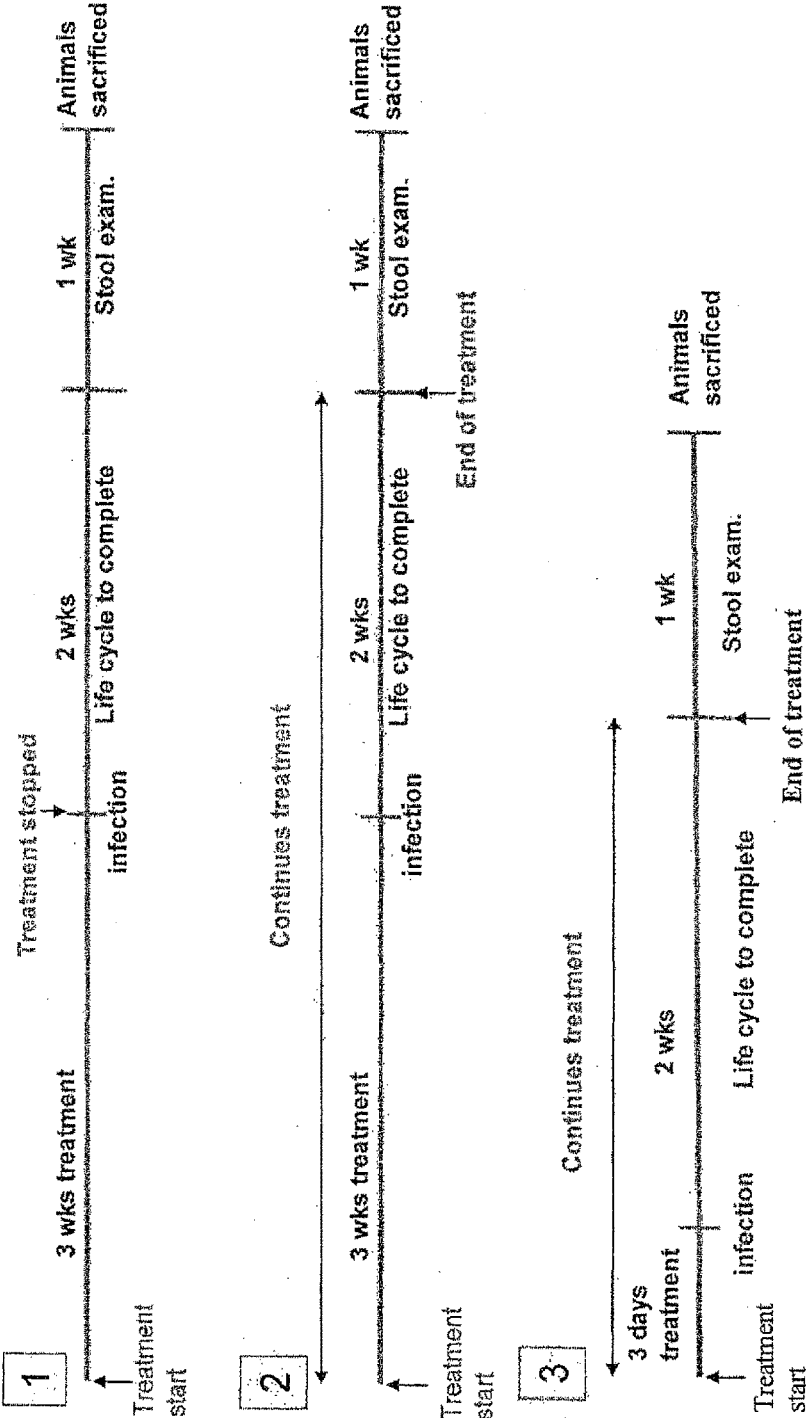 1
Treatment stopped
3 wks treatment
2 wks
1 wk
Animals
sacrificed
Treatment
start
infection
Life cycle to complete
Stool exam.
2
Continues treatment
3 wks treatment
2 wks
1 wk
Animals
sacrificed
Treatment
start
infection
Life cycle to complete
Stool exam.
End of treatment
3
Continues treatment
3 days
treatment
2 wks
1 wk
Animals
sacrificed
Treatment
start
infection
Life cycle to complete
Stool exam.
End of treatment